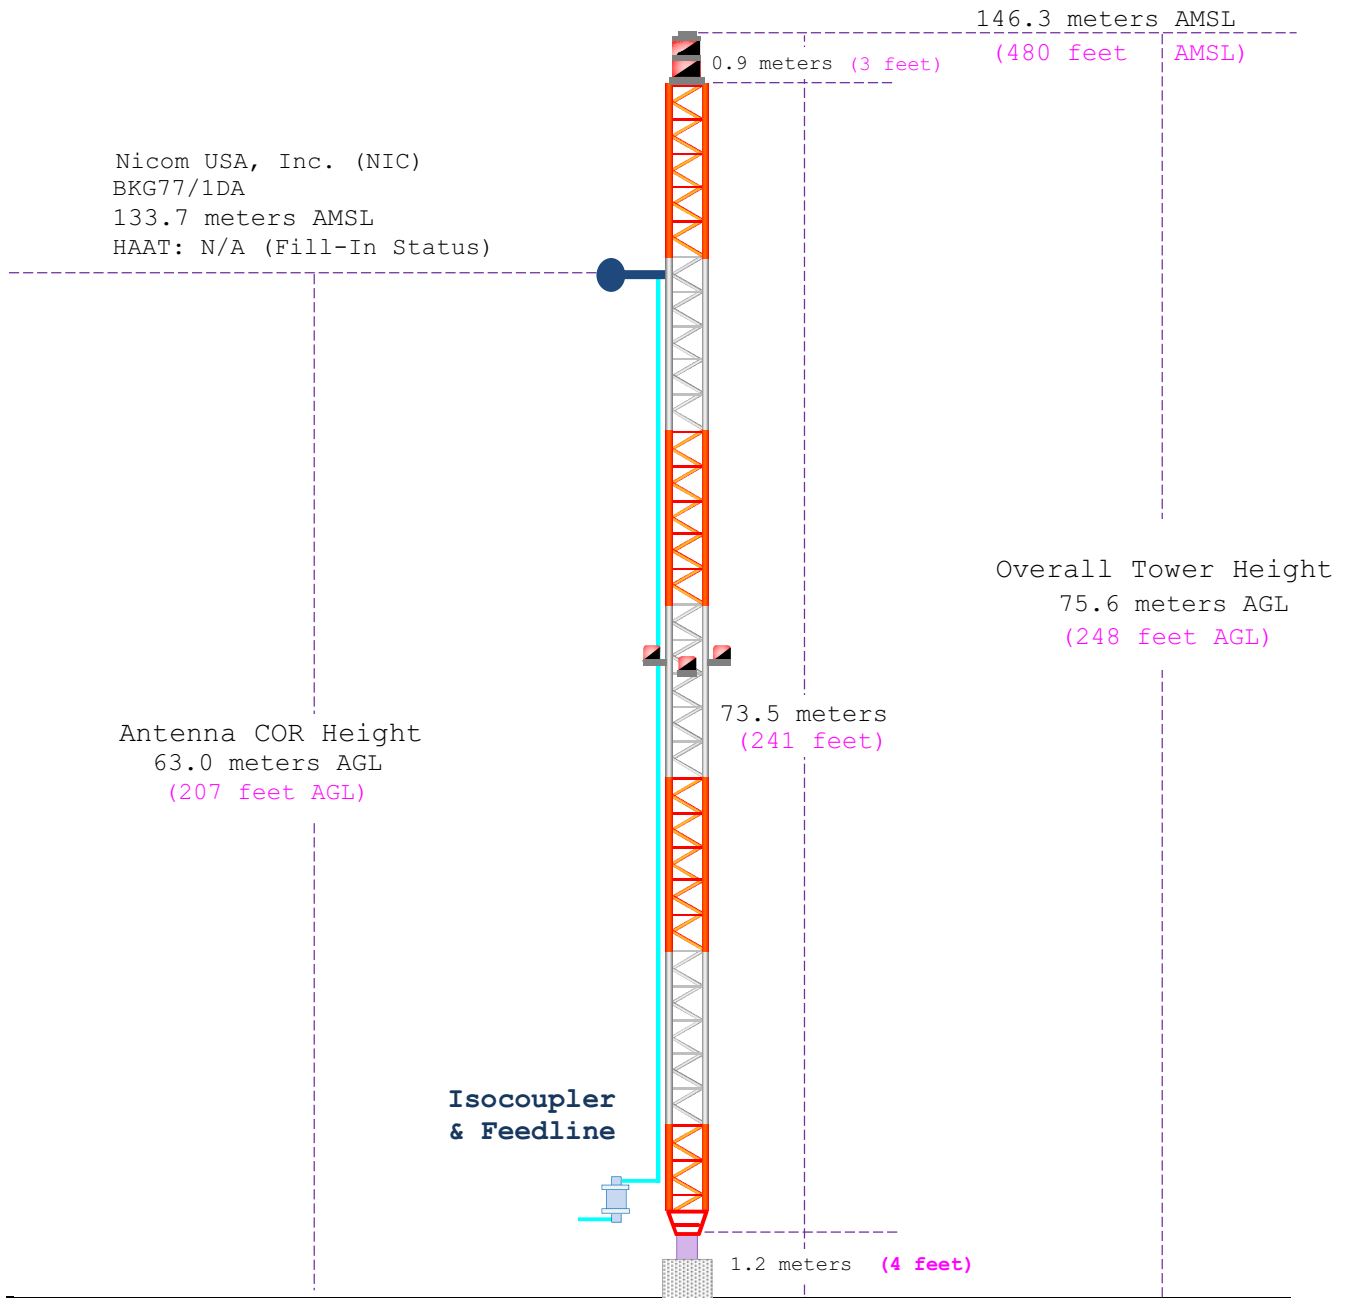 146.3 meters AMSL
(480 feet AMSL)
0.9 meters (3 feet)
Nicom USA, Inc. (NIC)
BKG77/1DA
133.7 meters AMSL
HAAT: N/A (Fill-In Status)
Overall Tower Height
75.6 meters AGL
(248 feet AGL)
73.5 meters
(241 feet)
Antenna COR Height
63.0 meters AGL
(207 feet AGL)
Isocoupler
& Feedline
1.2 meters (4 feet)